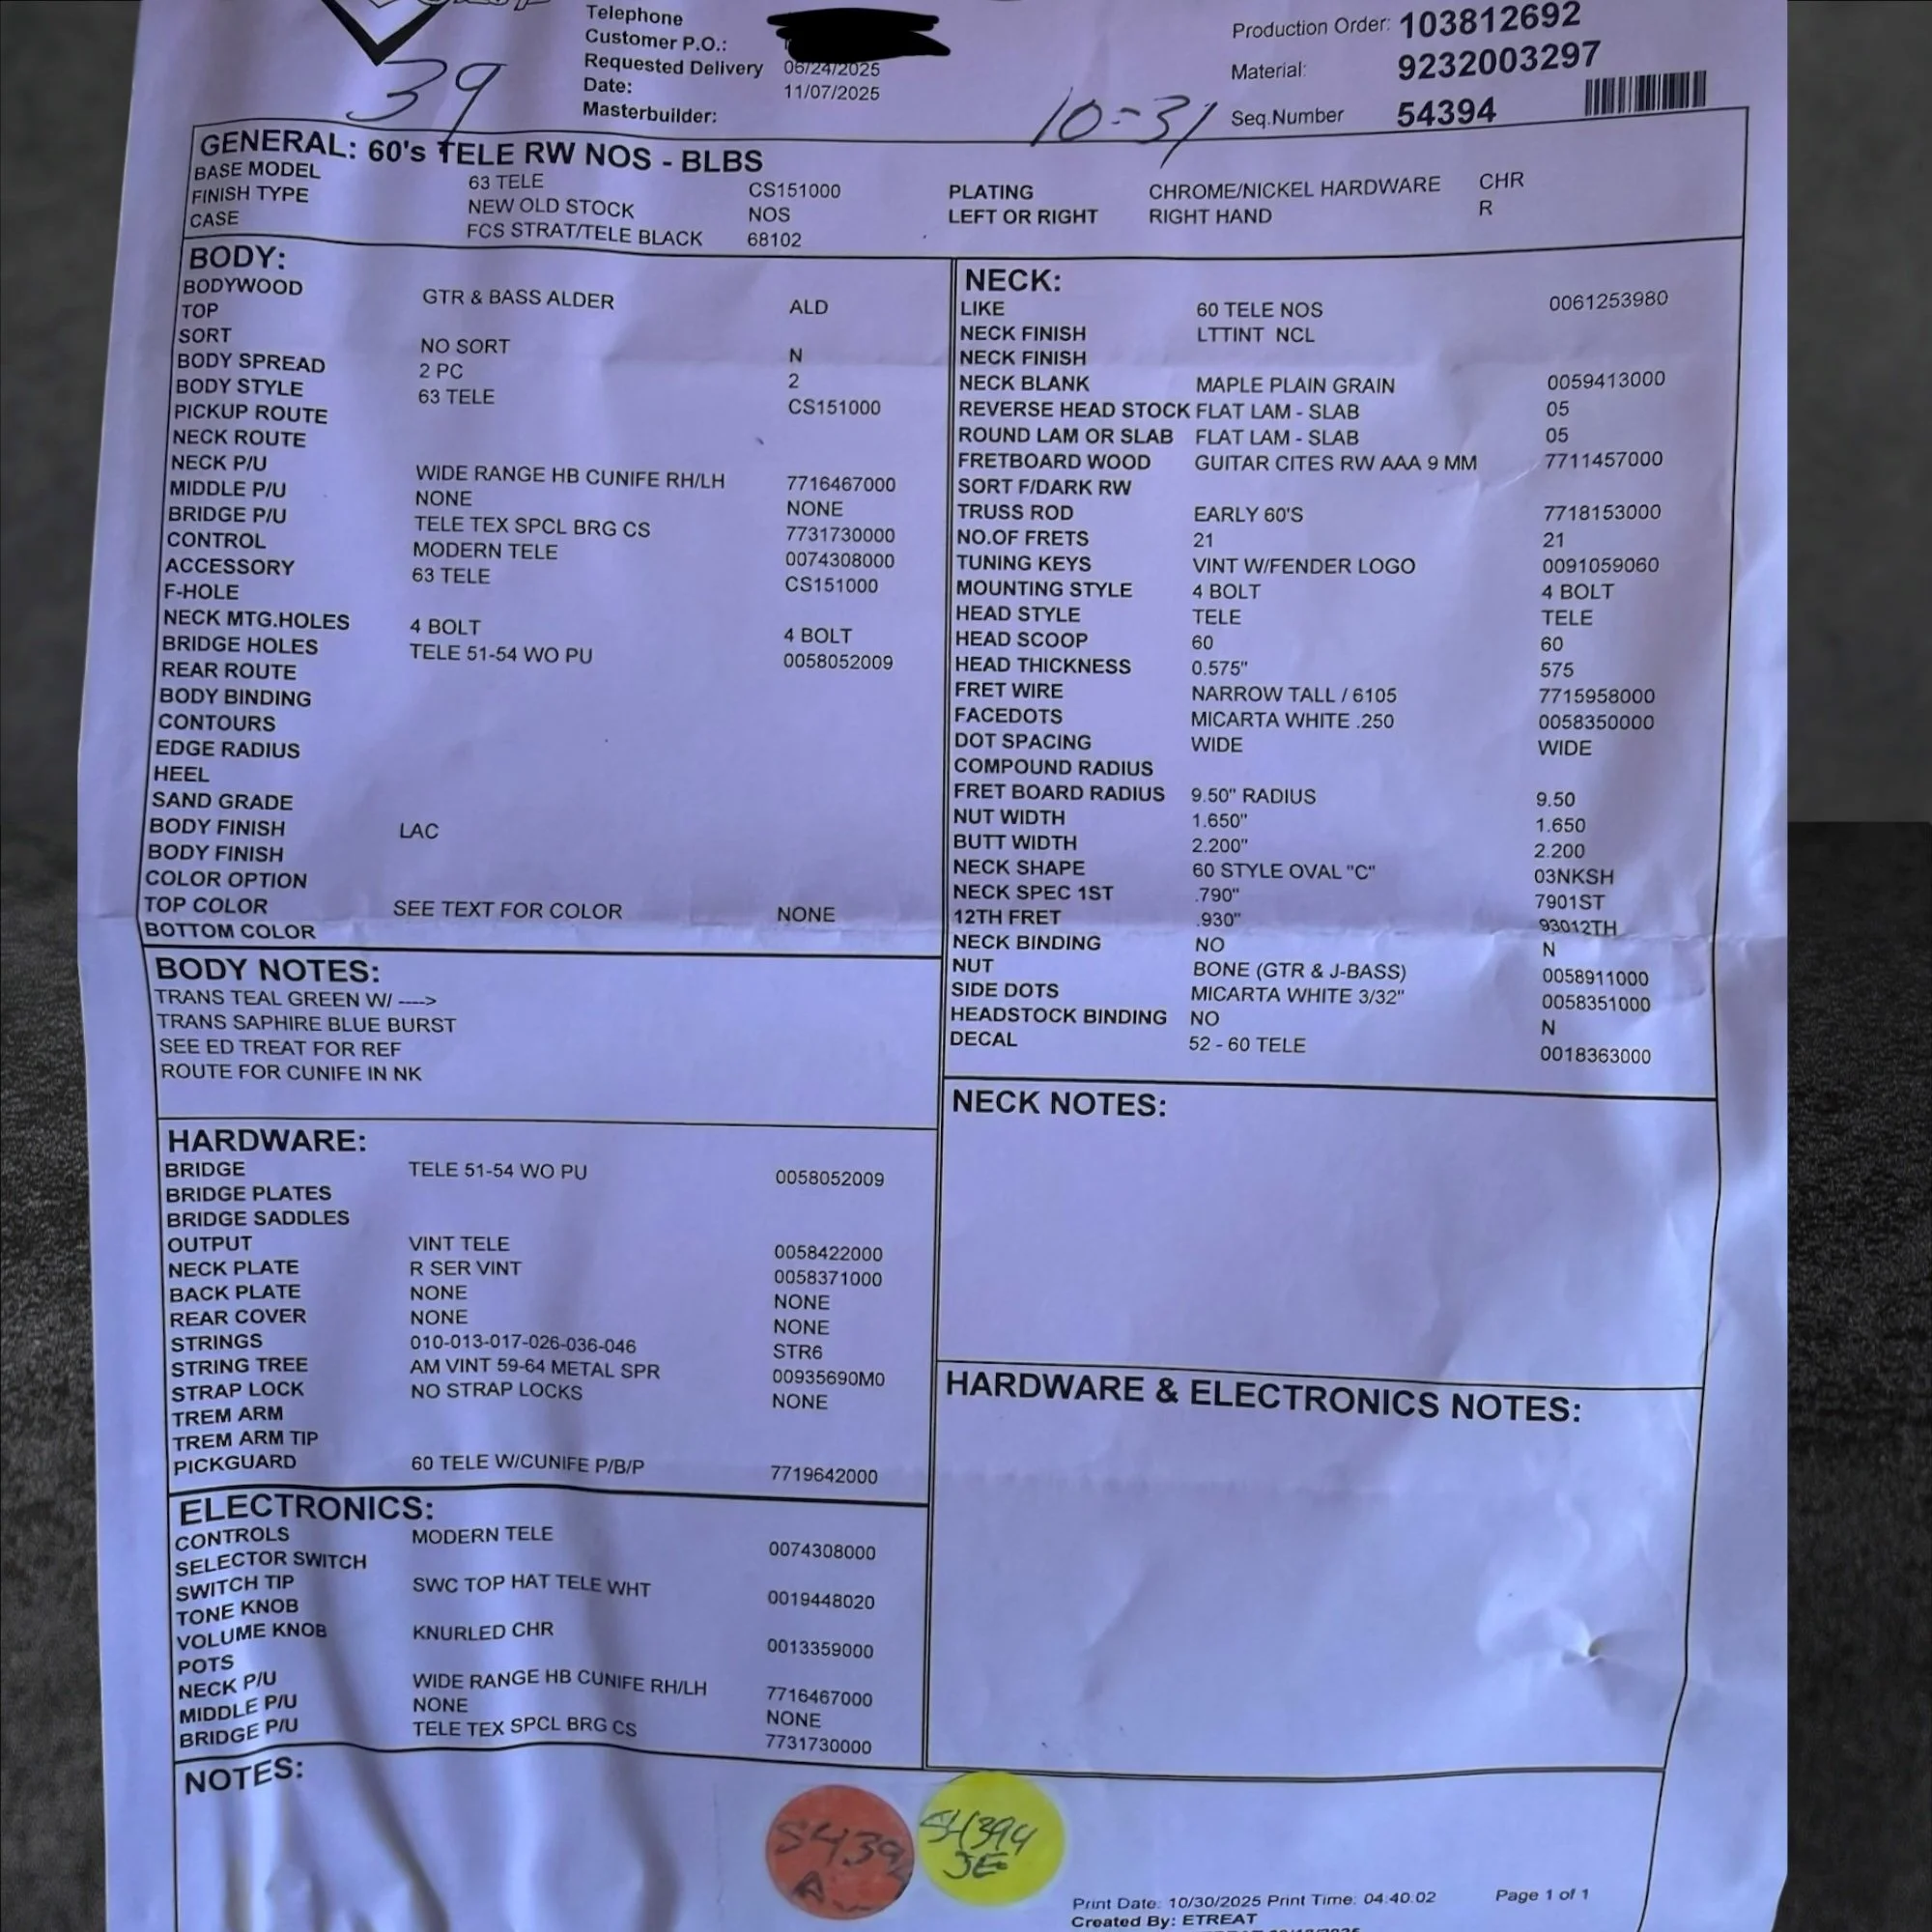 Telephone
Customer P.O.:
Requested Delivery 06/24/2025
Date: 11/07/2025
Masterbuilder:
Production Order: 103812692
Material: 9232003297
Seq.Number 54394
39
10-31
GENERAL: 60's TELE RW NOS - BLBS
BASE MODEL 63 TELE CS151000
FINISH TYPE NEW OLD STOCK NOS
CASE FCS STRAT/TELE BLACK 68102
PLATING CHROME/NICKEL HARDWARE CHR
LEFT OR RIGHT RIGHT HAND R
BODY:
BODYWOOD GTR & BASS ALDER ALD
TOP
SORT NO SORT N
BODY SPREAD 2 PC 2
BODY STYLE 63 TELE CS151000
PICKUP ROUTE
NECK ROUTE
NECK P/U WIDE RANGE HB CUNIFE RH/LH 7716467000
MIDDLE P/U NONE NONE
BRIDGE P/U TELE TEX SPCL BRG CS 7731730000
CONTROL MODERN TELE 0074308000
ACCESSORY 63 TELE CS151000
F-HOLE
NECK MTG.HOLES 4 BOLT 4 BOLT
BRIDGE HOLES TELE 51-54 WO PU 0058052009
REAR ROUTE
BODY BINDING
CONTOURS
EDGE RADIUS
HEEL
SAND GRADE
BODY FINISH LAC
BODY FINISH
COLOR OPTION
TOP COLOR SEE TEXT FOR COLOR NONE
BOTTOM COLOR
BODY NOTES:
TRANS TEAL GREEN W/ ---->
TRANS SAPHIRE BLUE BURST
SEE ED TREAT FOR REF
ROUTE FOR CUNIFE IN NK
HARDWARE:
BRIDGE TELE 51-54 WO PU 0058052009
BRIDGE PLATES
BRIDGE SADDLES
OUTPUT VINT TELE 0058422000
NECK PLATE R SER VINT 0058371000
BACK PLATE NONE NONE
REAR COVER NONE NONE
STRINGS 010-013-017-026-036-046 STR6
STRING TREE AM VINT 59-64 METAL SPR 00935690M0
STRAP LOCK NO STRAP LOCKS NONE
TREM ARM
TREM ARM TIP
PICKGUARD 60 TELE W/CUNIFE P/B/P 7719642000
ELECTRONICS:
CONTROLS MODERN TELE 0074308000
SELECTOR SWITCH
SWITCH TIP SWC TOP HAT TELE WHT 0019448020
TONE KNOB
VOLUME KNOB KNURLED CHR 0013359000
POTS
NECK P/U WIDE RANGE HB CUNIFE RH/LH 7716467000
MIDDLE P/U NONE NONE
BRIDGE P/U TELE TEX SPCL BRG CS 7731730000
NOTES:
NECK:
LIKE 60 TELE NOS 0061253980
NECK FINISH LTTINT NCL
NECK FINISH
NECK BLANK MAPLE PLAIN GRAIN 0059413000
REVERSE HEAD STOCK FLAT LAM - SLAB 05
ROUND LAM OR SLAB FLAT LAM - SLAB 05
FRETBOARD WOOD GUITAR CITES RW AAA 9 MM 7711457000
SORT F/DARK RW
TRUSS ROD EARLY 60'S 7718153000
NO.OF FRETS 21 21
TUNING KEYS VINT W/FENDER LOGO 0091059060
MOUNTING STYLE 4 BOLT 4 BOLT
HEAD STYLE TELE TELE
HEAD SCOOP 60 60
HEAD THICKNESS 0.575" 575
FRET WIRE NARROW TALL / 6105 7715958000
FACEDOTS MICARTA WHITE .250 0058350000
DOT SPACING WIDE WIDE
COMPOUND RADIUS
FRET BOARD RADIUS 9.50" RADIUS 9.50
NUT WIDTH 1.650" 1.650
BUTT WIDTH 2.200" 2.200
NECK SHAPE 60 STYLE OVAL "C" 03NKSH
NECK SPEC 1ST .790" 7901ST
12TH FRET .930" 93012TH
NECK BINDING NO N
NUT BONE (GTR & J-BASS) 0058911000
SIDE DOTS MICARTA WHITE 3/32" 0058351000
HEADSTOCK BINDING NO N
DECAL 52 - 60 TELE 0018363000
NECK NOTES:
HARDWARE & ELECTRONICS NOTES:
54394
JE
Print Date: 10/30/2025 Print Time: 04.40.02 Page 1 of 1
Created By: ETREAT